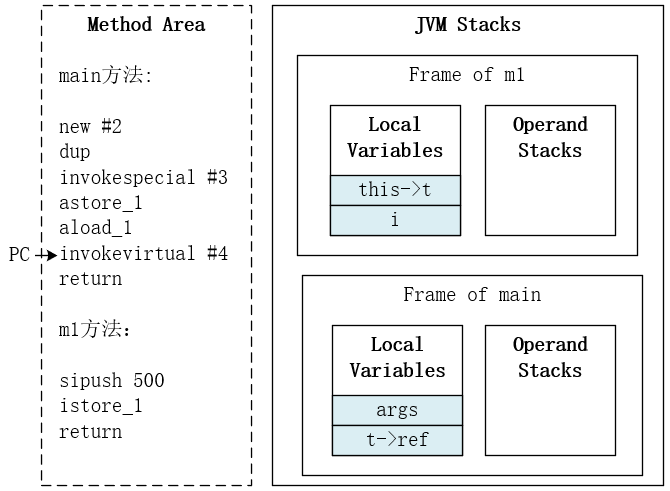 Method Area
main方法:
new #2
dup
invokespecial #3
astore_1
aload_1
PC
invokevirtual #4
return
m1方法：
sipush 500
istore_1
return
JVM Stacks
Frame of m1
Local
Variables
this->t
i
Operand
Stacks
Frame of main
Local
Variables
args
t->ref
Operand
Stacks